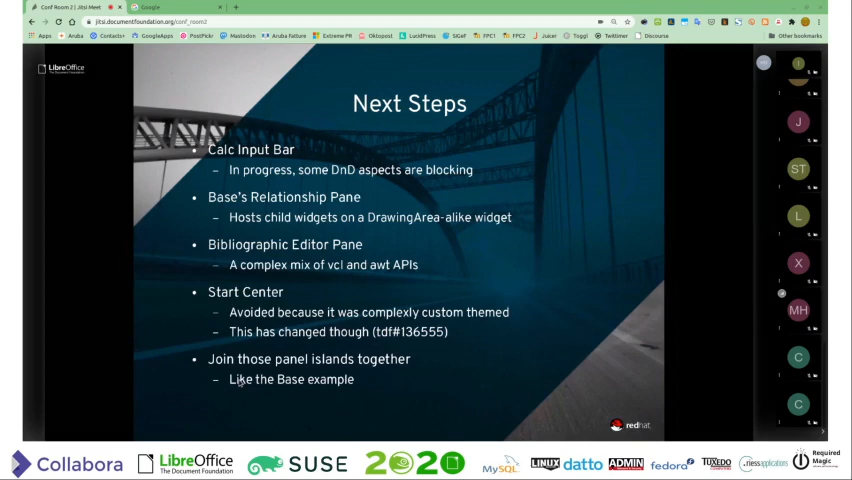 Conf Room 2 | Jitsi Meet
Google
jitsi.documentfoundation.org/conf_room2
Apps Aruba Contacts+ GoogleApps PostPickr Mastodon Aruba Fatture Extreme PR Oktopost LucidPress SIGeF FPC1 FPC2 Juicer Toggl Twittimer Discourse Other bookmarks
LibreOffice
The Document Foundation
Next Steps
• Calc Input Bar
– In progress, some DnD aspects are blocking
• Base's Relationship Pane
– Hosts child widgets on a DrawingArea-alike widget
• Bibliographic Editor Pane
– A complex mix of vcl and awt APIs
• Start Center
– Avoided because it was complexly custom themed
– This has changed though (tdf#136555)
• Join those panel islands together
– Like the Base example
redhat.
I
J
ST
L
X
MH
C
C
Collabora
LibreOffice
The Document Foundation
SUSE
2020
MySQL
LINUX
datto
ADMIN
fedora
TUXEDO
riessapplications
Required
Magic